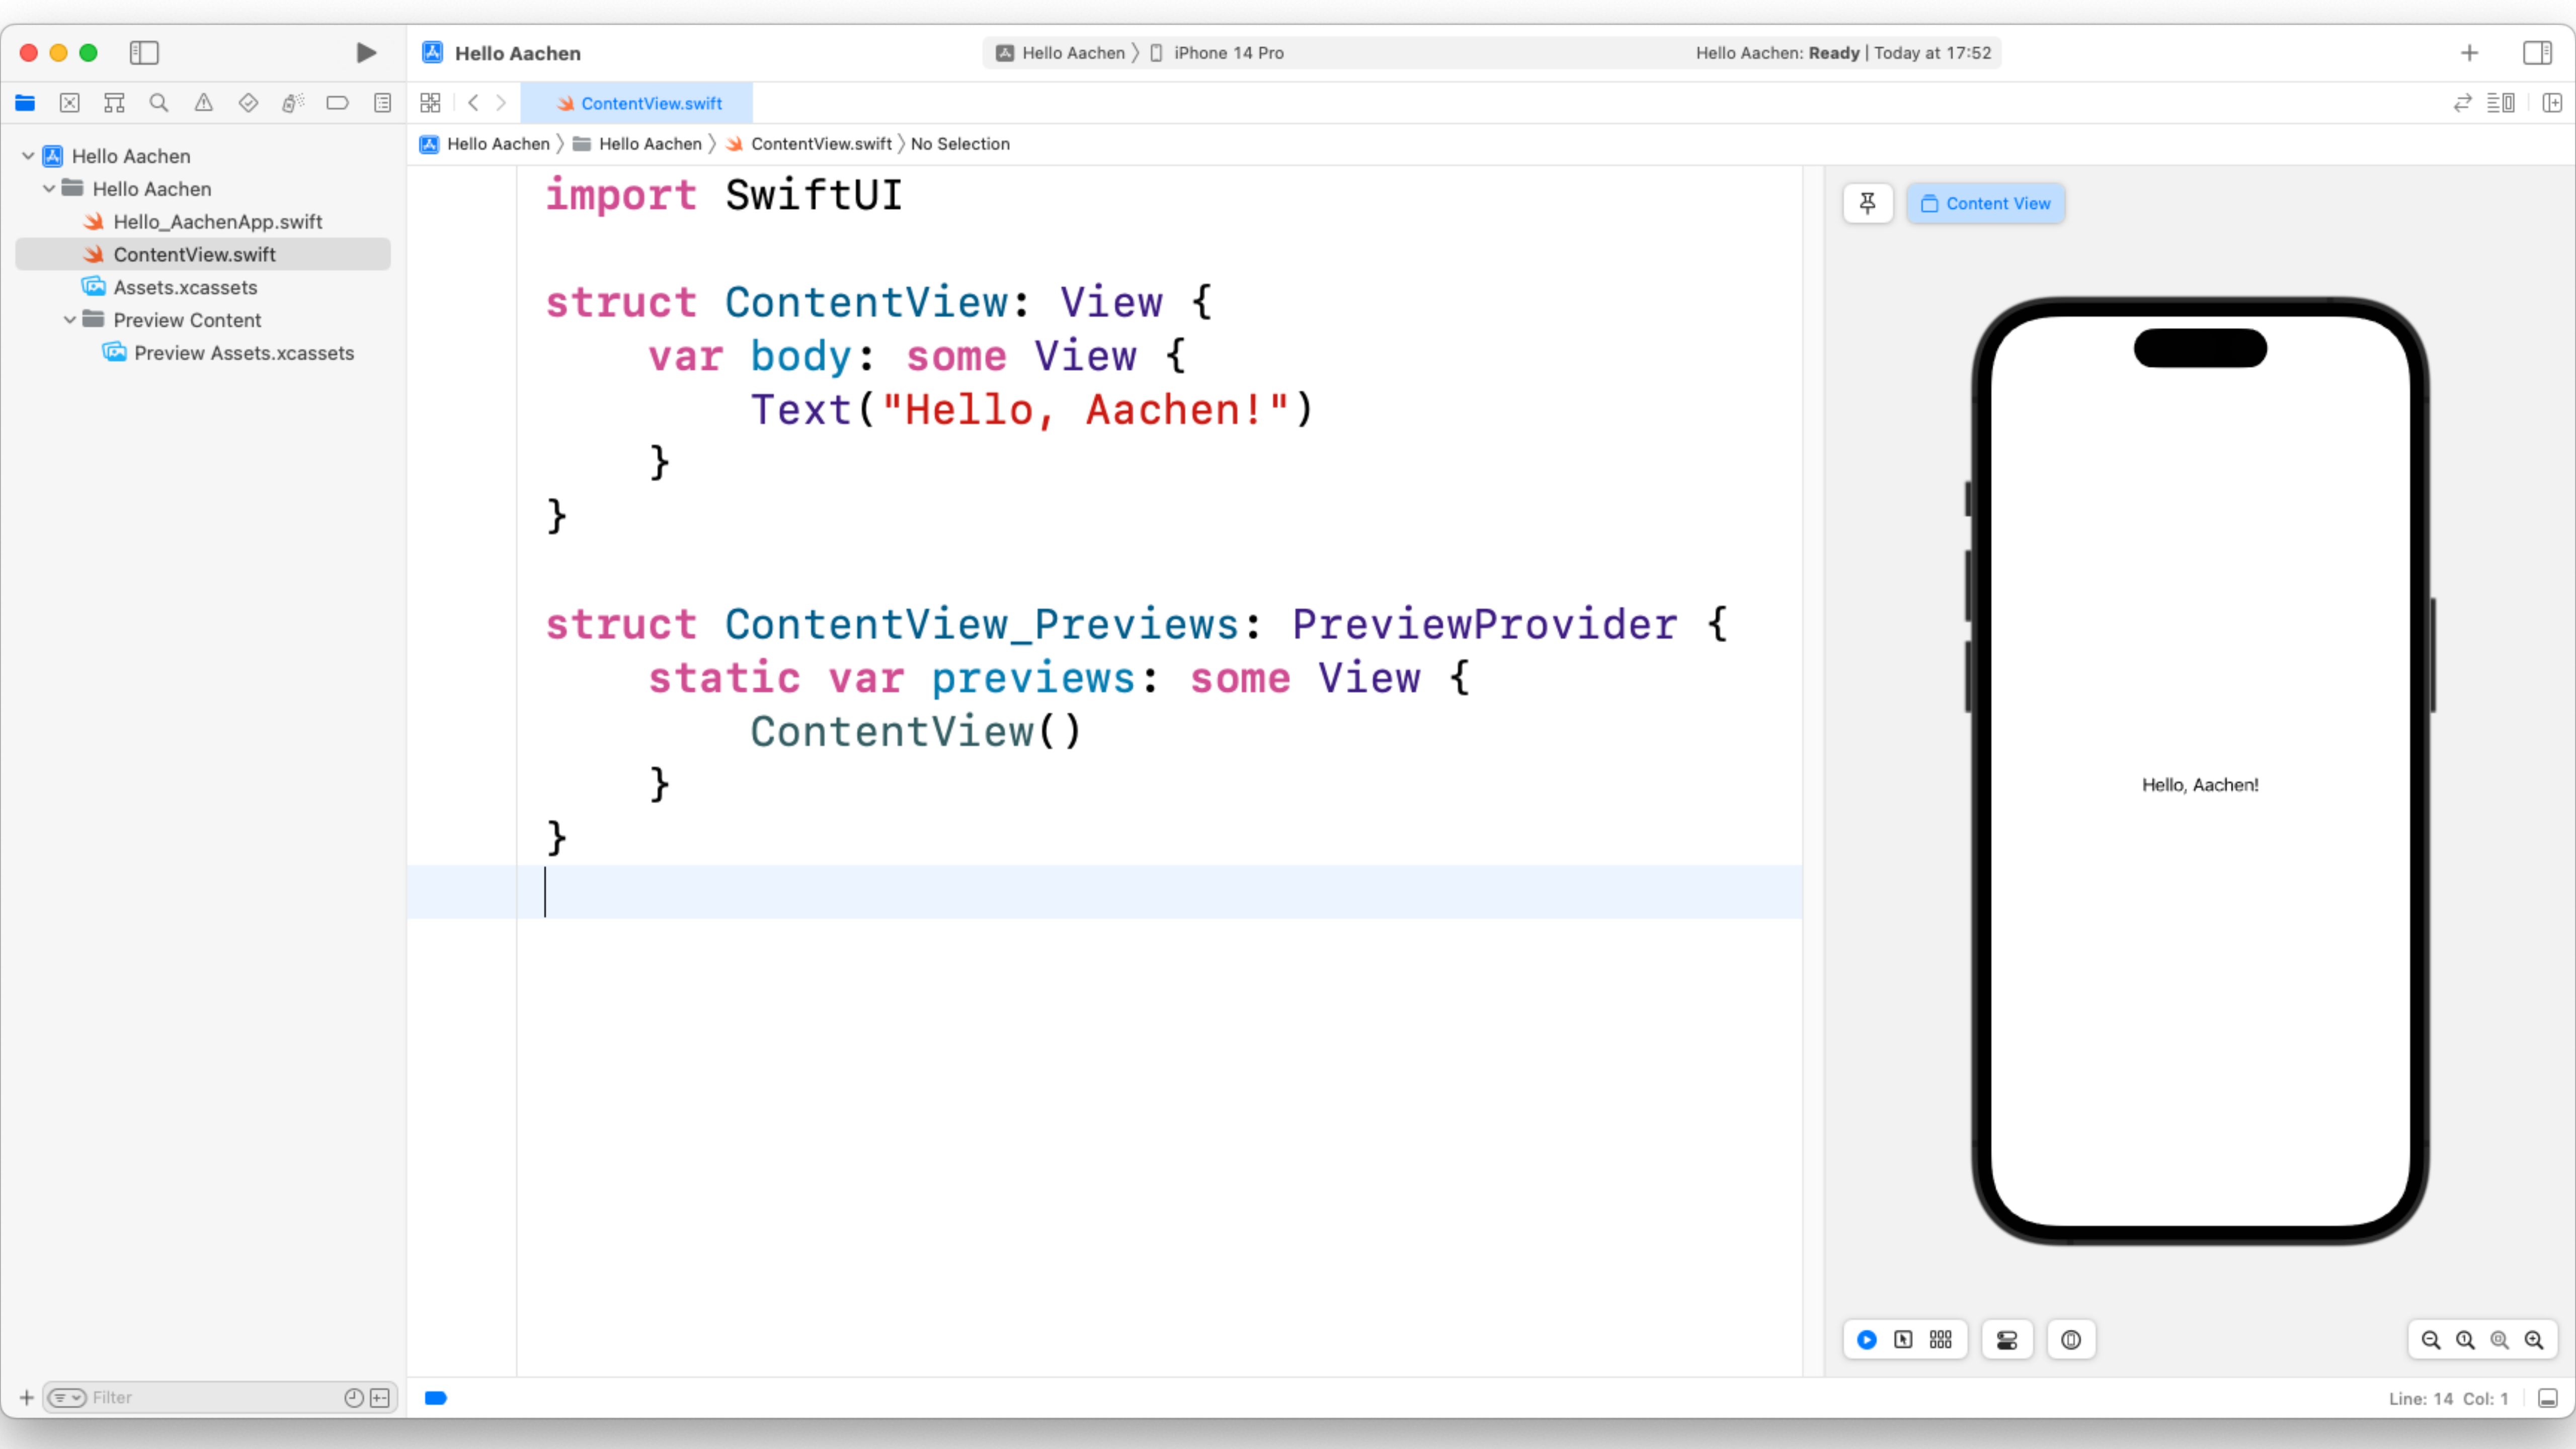 Hello Aachen
Hello Aachen 〉 iPhone 14 Pro
Hello Aachen: Ready | Today at 17:52
ContentView.swift
Hello Aachen 〉 Hello Aachen 〉 ContentView.swift 〉 No Selection
Hello Aachen
Hello Aachen
Hello_AachenApp.swift
ContentView.swift
Assets.xcassets
Preview Content
Preview Assets.xcassets
import SwiftUI
struct ContentView: View {
var body: some View {
Text("Hello, Aachen!")
}
}
struct ContentView_Previews: PreviewProvider {
static var previews: some View {
ContentView()
}
}
Content View
Hello, Aachen!
Filter
Line: 14 Col: 1